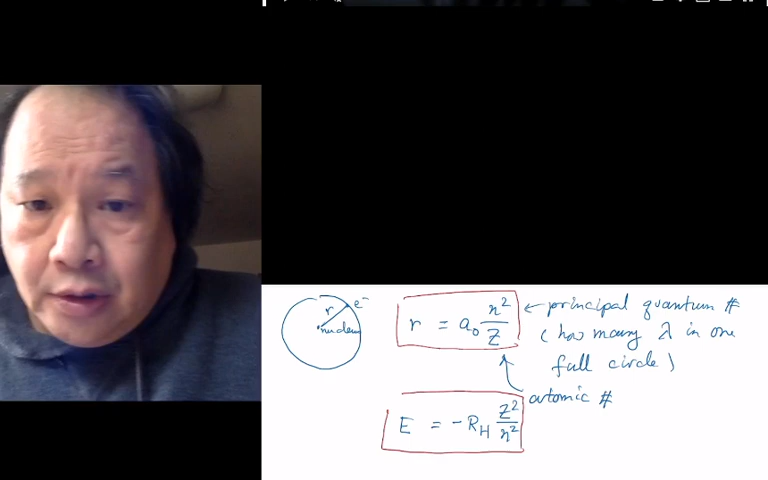 r e⁻
nucleus
r = a₀ n²/Z ← principal quantum #
(how many λ in one
full circle)
atomic #
E = -R_H Z²/n²